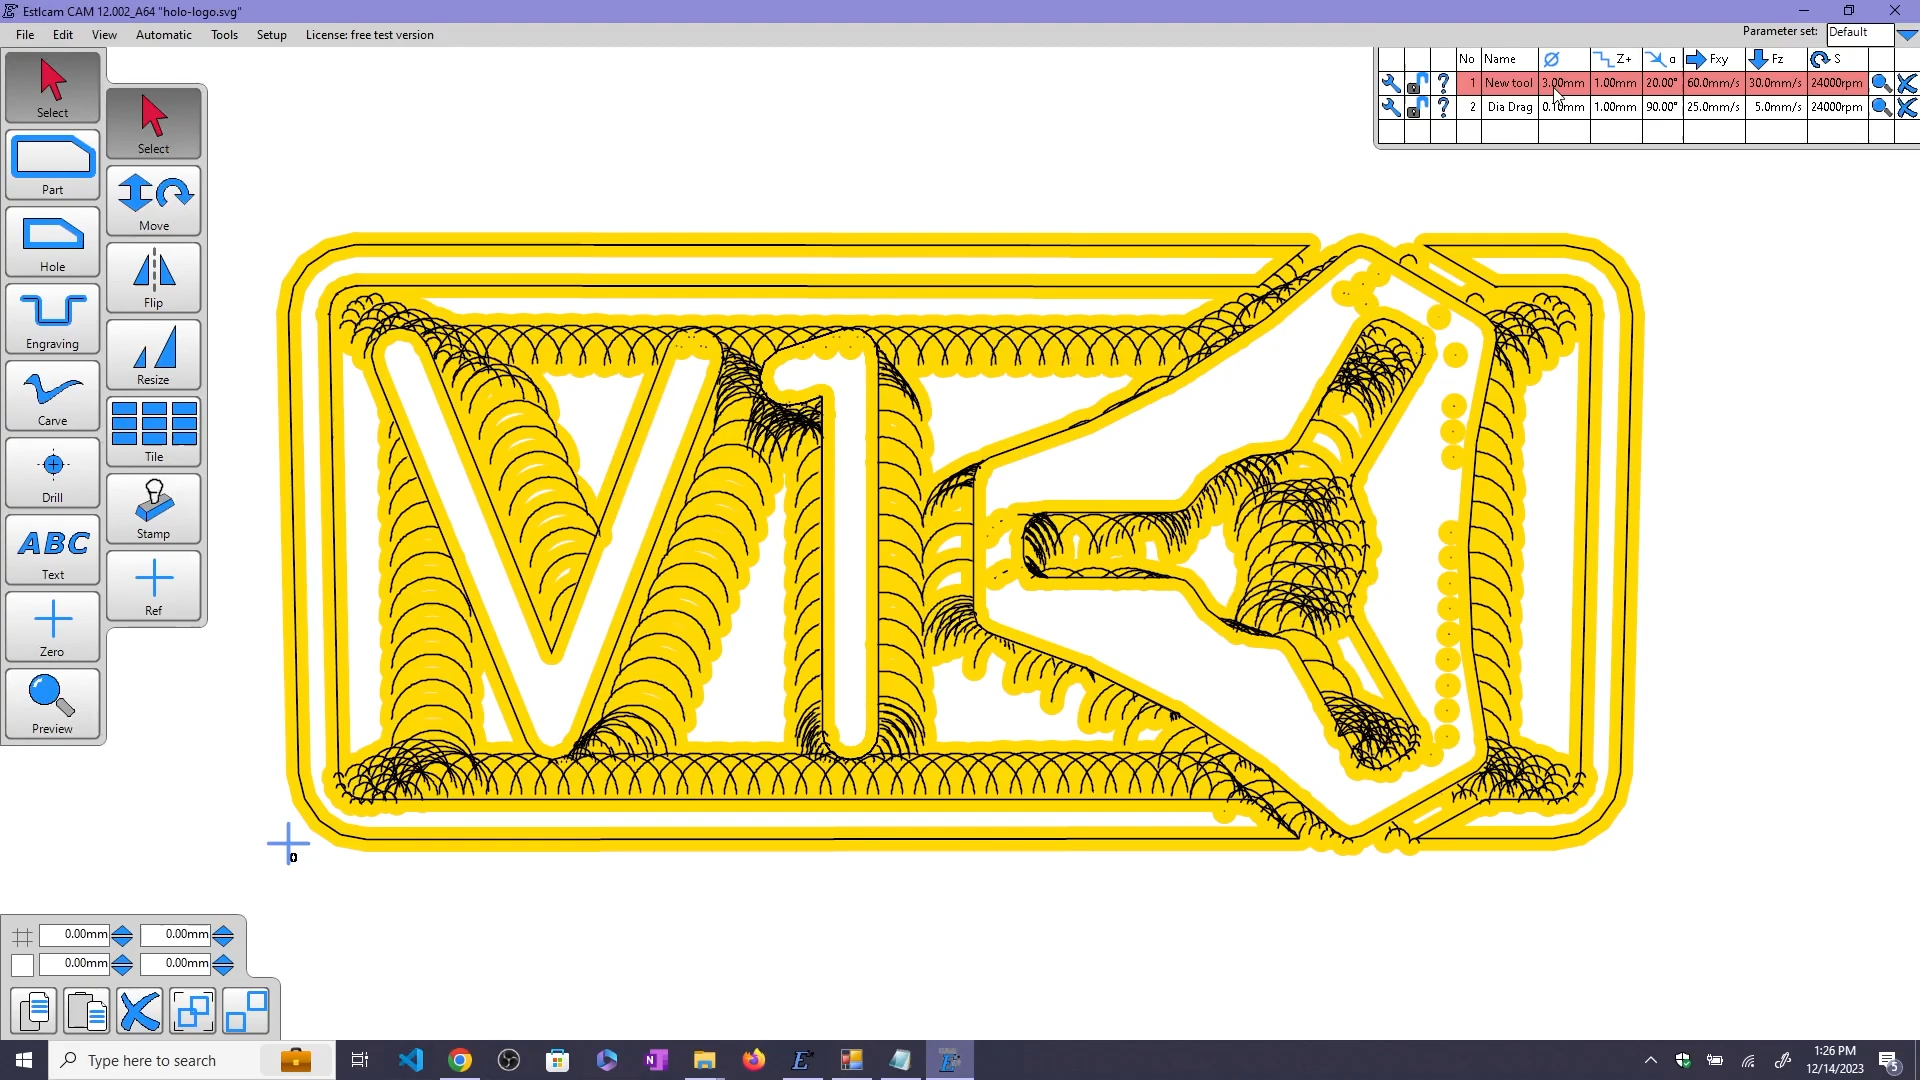 Estlcam CAM 12.002_A64 "holo-logo.svg"
File Edit View Automatic Tools Setup License: free test version
Parameter set: Default
No Name Z+ α Fxy Fz S
1 New tool 3.00mm 1.00mm 20.00° 60.0mm/s 30.0mm/s 24000rpm
2 Dia Drag 0.10mm 1.00mm 90.00° 25.0mm/s 5.0mm/s 24000rpm
Select
Part
Hole
Engraving
Carve
Drill
ABC
Text
Zero
Preview
Select
Move
Flip
Resize
Tile
Stamp
Ref
0
0.00mm 0.00mm
0.00mm 0.00mm
Type here to search
1:26 PM
12/14/2023
5